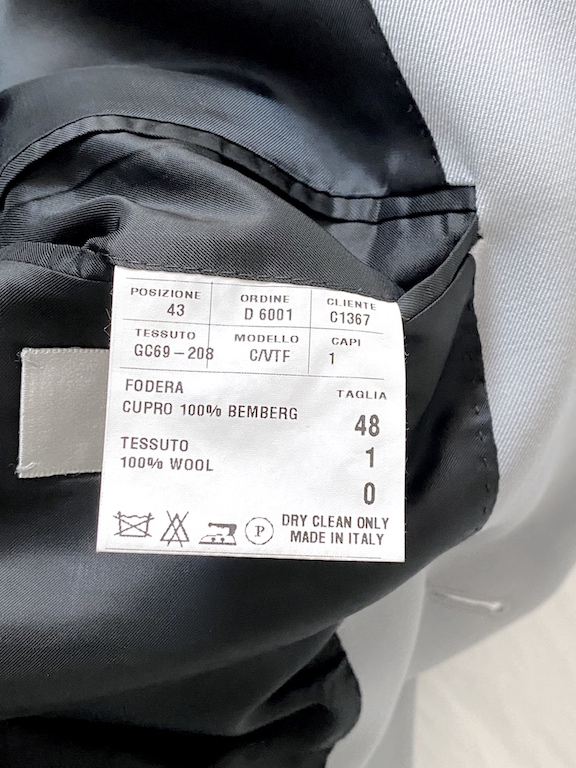 POSIZIONE ORDINE CLIENTE
43 D 6001 C1367
TESSUTO MODELLO CAPI
GC69-208 C/VTF 1
FODERA TAGLIA
CUPRO 100% BEMBERG 48
TESSUTO 1
100% WOOL 0
P DRY CLEAN ONLY
MADE IN ITALY